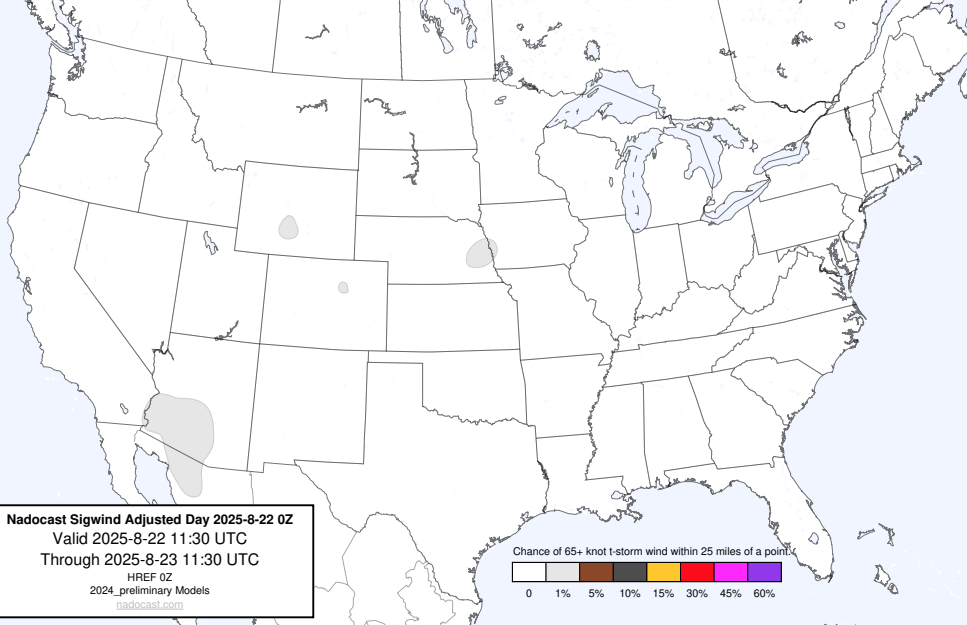 Nadocast Sigwind Adjusted Day 2025-8-22 0Z
Valid 2025-8-22 11:30 UTC
Through 2025-8-23 11:30 UTC
HREF 0Z
2024_preliminary Models
nadocast.com
Chance of 65+ knot t-storm wind within 25 miles of a point.
0 1% 5% 10% 15% 30% 45% 60%